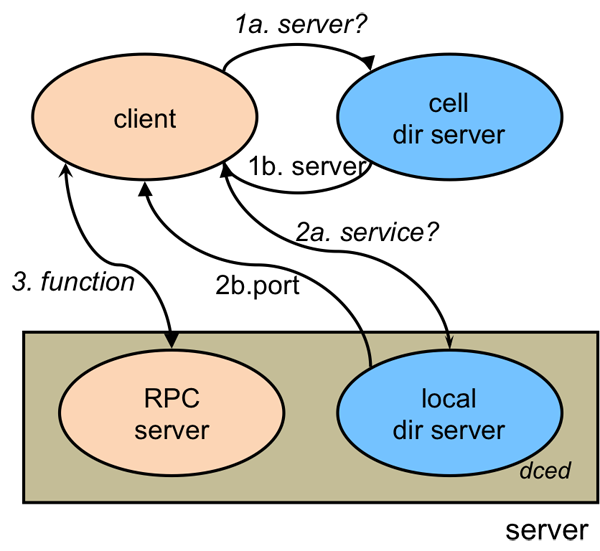 1a. server?
client
cell
dir server
1b. server
2a. service?
3. function
2b.port
RPC
server
local
dir server
dced
server